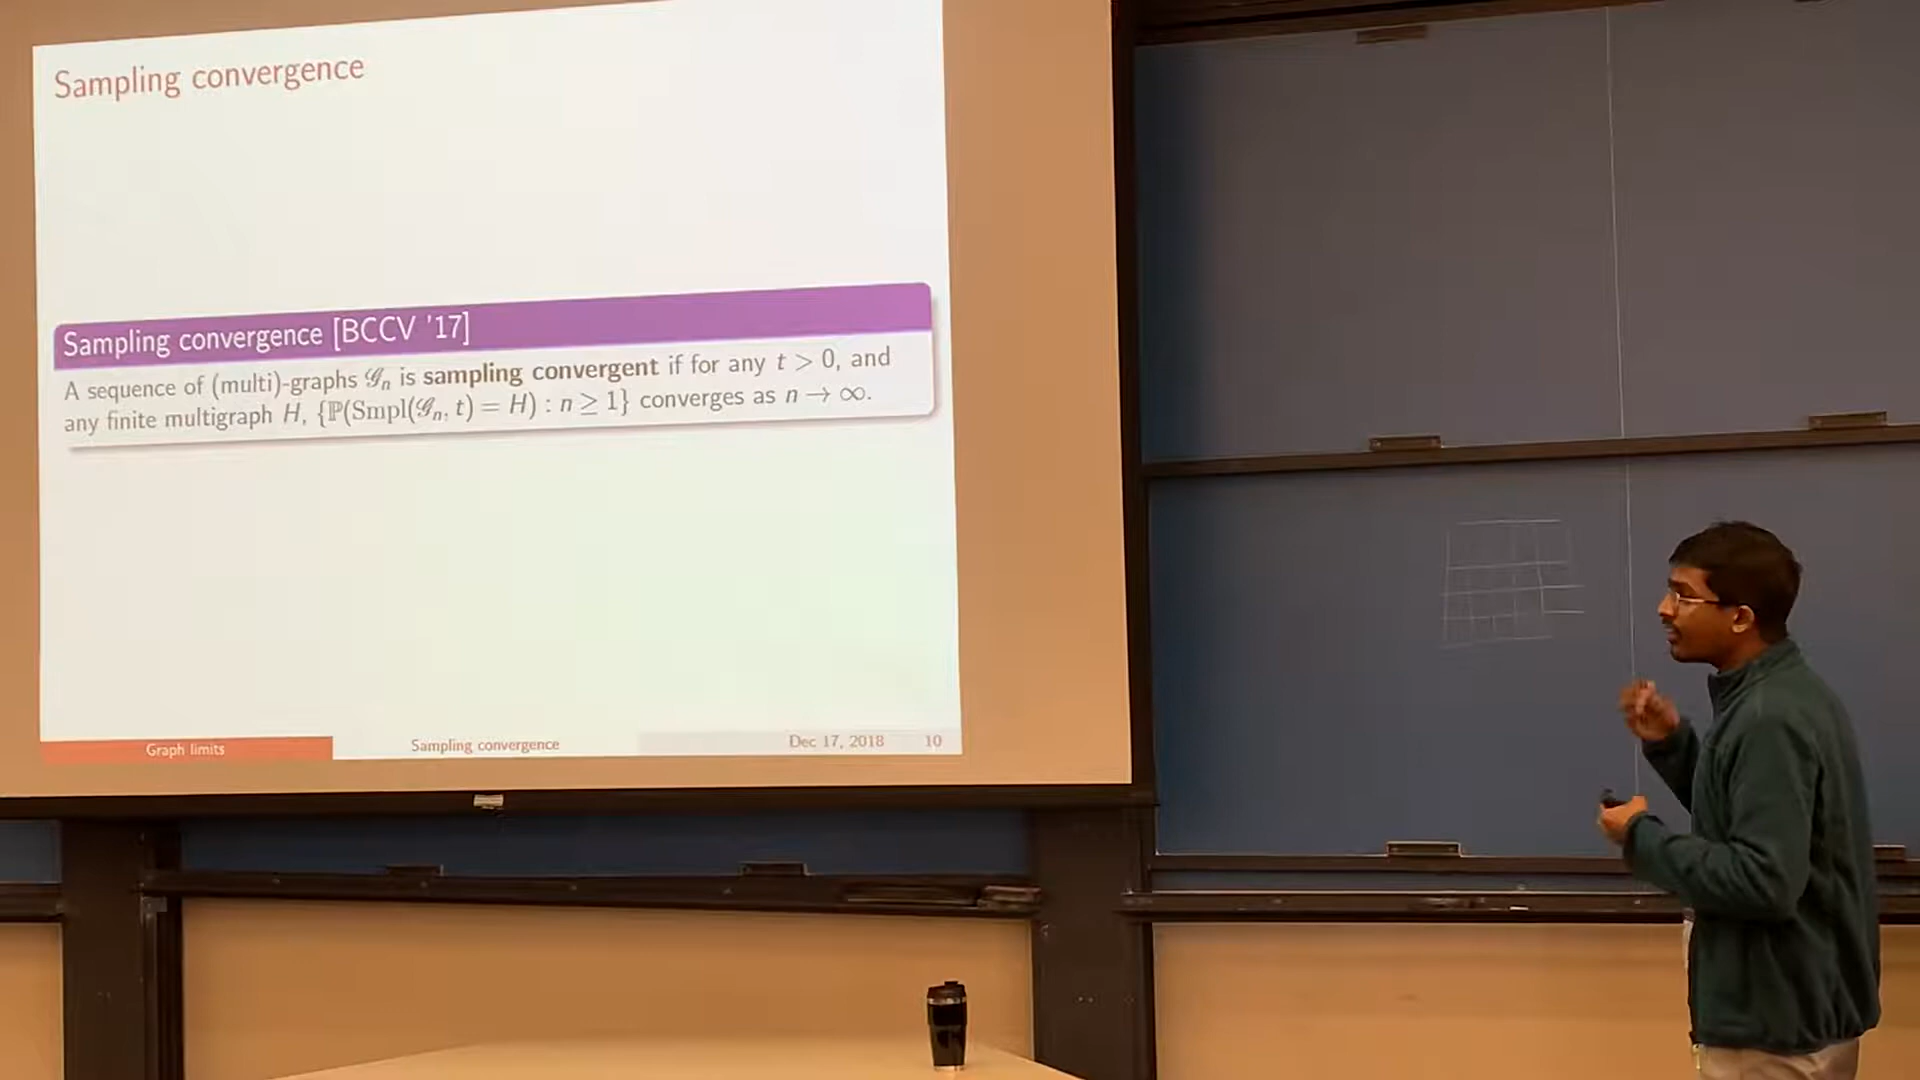 Sampling convergence
Sampling convergence [BCCV '17]
A sequence of (multi)-graphs 𝒢ₙ is sampling convergent if for any t > 0, and
any finite multigraph H, {ℙ(Smpl(𝒢ₙ, t) = H) : n ≥ 1} converges as n → ∞.
Graph limits
Sampling convergence
Dec 17, 2018
10